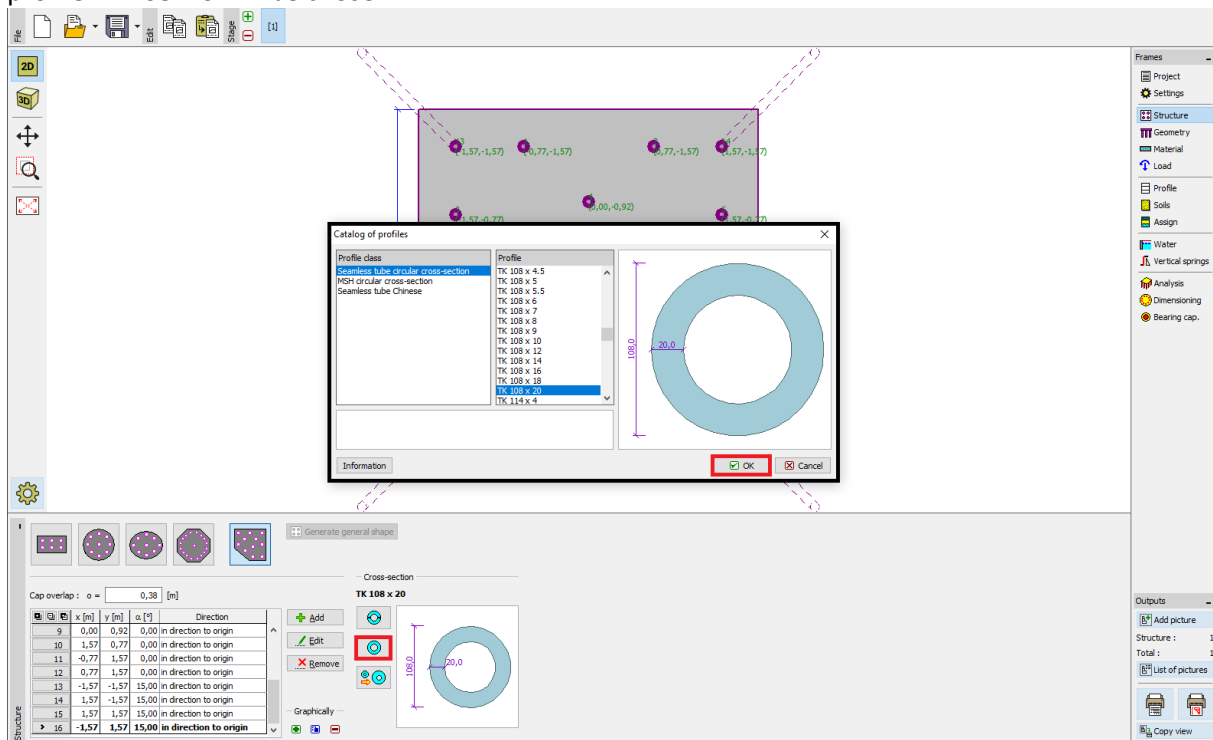 File
Edit
Stage
[1]
2D
3D
Frames
Project
Settings
Structure
Geometry
Material
Load
Profile
Soils
Assign
Water
Vertical springs
Analysis
Dimensioning
Bearing cap.
,57,-1,57)
0,77,-1,57)
,77,-1,57)
,57)
0,00,-0,92)
Catalog of profiles
Profile class
Seamless tube circular cross-section
MSH circular cross-section
Seamless tube Chinese
Profile
TK 108 x 4.5
TK 108 x 5
TK 108 x 5.5
TK 108 x 6
TK 108 x 7
TK 108 x 8
TK 108 x 9
TK 108 x 10
TK 108 x 12
TK 108 x 14
TK 108 x 16
TK 108 x 18
TK 108 x 20
TK 114 x 4
108,0
20,0
Information
OK
Cancel
Generate general shape
Cap overlap : o = 0,38 [m]
x [m] y [m] α [°] Direction
9 0,00 0,92 0,00 in direction to origin
10 1,57 0,77 0,00 in direction to origin
11 -0,77 1,57 0,00 in direction to origin
12 0,77 1,57 0,00 in direction to origin
13 -1,57 -1,57 15,00 in direction to origin
14 1,57 -1,57 15,00 in direction to origin
15 1,57 1,57 15,00 in direction to origin
16 -1,57 1,57 15,00 in direction to origin
Add
Edit
Remove
Graphically
Cross-section
TK 108 x 20
108,0
20,0
Structure
Outputs
Add picture
Structure : 1
Total : 1
List of pictures
Copy view